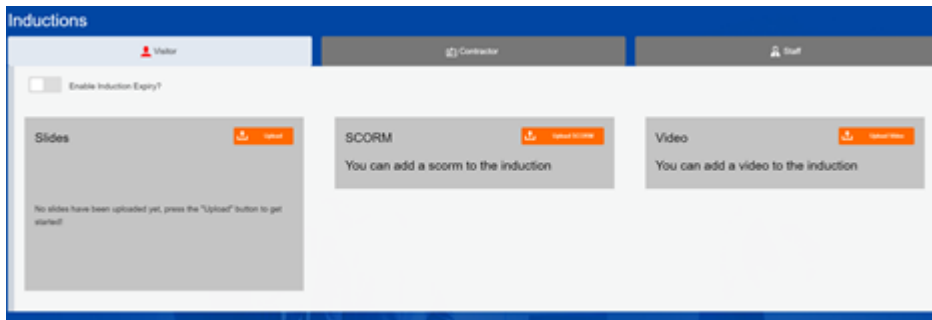 Inductions
Visitor
Contractor
Staff
Enable Induction Expiry?
Slides
Upload
SCORM
Upload SCORM
You can add a scorm to the induction
Video
Upload Video
You can add a video to the induction
No slides have been uploaded yet, press the "Upload" button to get
started!